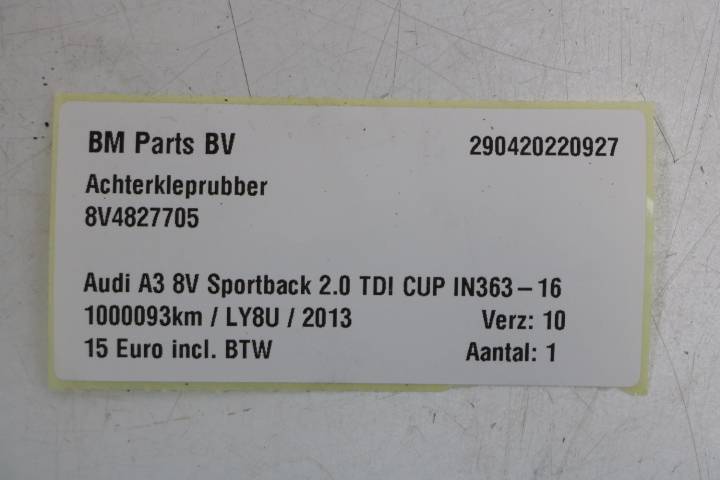 BM Parts BV 290420220927
Achterkleprubber
8V4827705
Audi A3 8V Sportback 2.0 TDI CUP IN363-16
1000093km / LY8U / 2013 Verz: 10
15 Euro incl. BTW Aantal: 1